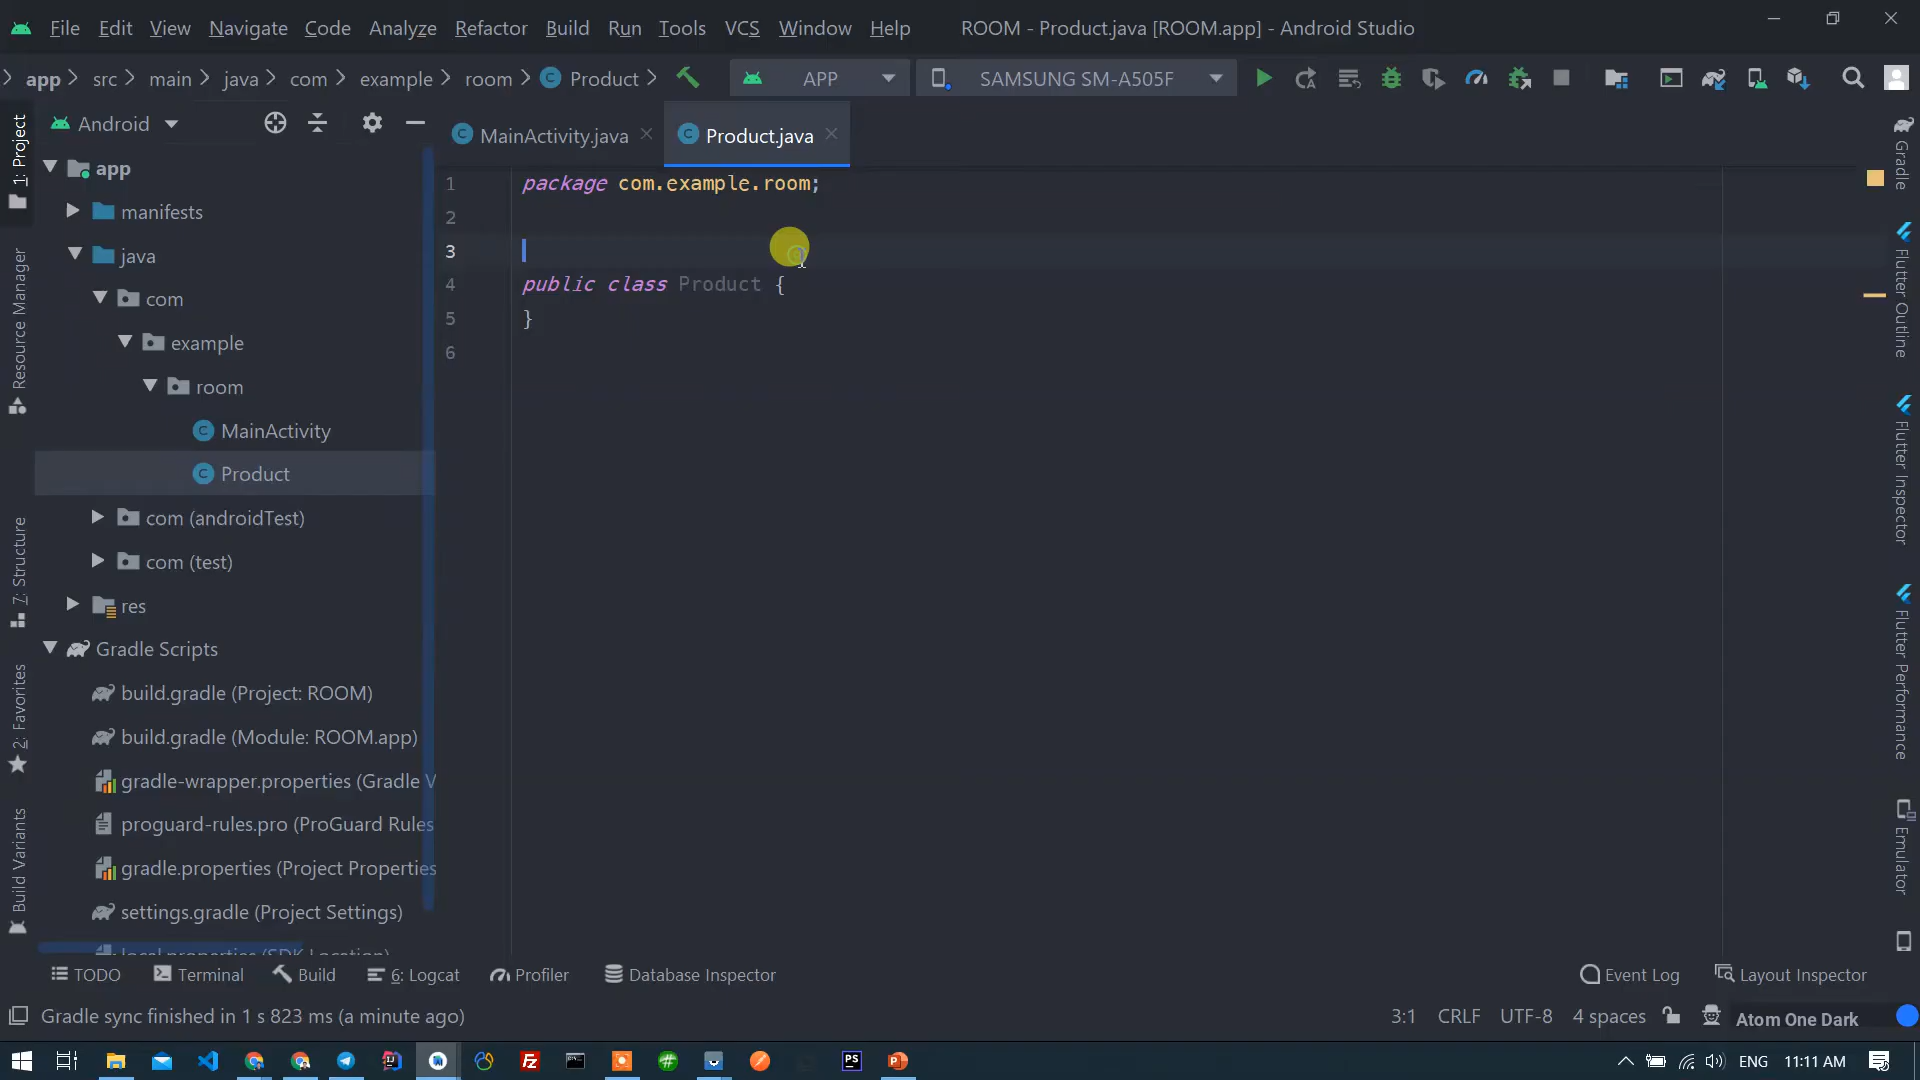 File Edit View Navigate Code Analyze Refactor Build Run Tools VCS Window Help ROOM - Product.java [ROOM.app] - Android Studio
app src main java com example room Product APP SAMSUNG SM-A505F
Android
MainActivity.java Product.java
1: Project
Resource Manager
7: Structure
2: Favorites
Build Variants
app
manifests
java
com
example
room
MainActivity
Product
com (androidTest)
com (test)
res
Gradle Scripts
build.gradle (Project: ROOM)
build.gradle (Module: ROOM.app)
gradle-wrapper.properties (Gradle V
proguard-rules.pro (ProGuard Rules
gradle.properties (Project Properties
settings.gradle (Project Settings)
local.properties (SDK Location)
1 package com.example.room;
2
3
4 public class Product {
5 }
6
Gradle
Flutter Outline
Flutter Inspector
Flutter Performance
Emulator
TODO Terminal Build 6: Logcat Profiler Database Inspector Event Log Layout Inspector
Gradle sync finished in 1 s 823 ms (a minute ago) 3:1 CRLF UTF-8 4 spaces Atom One Dark
ENG 11:11 AM